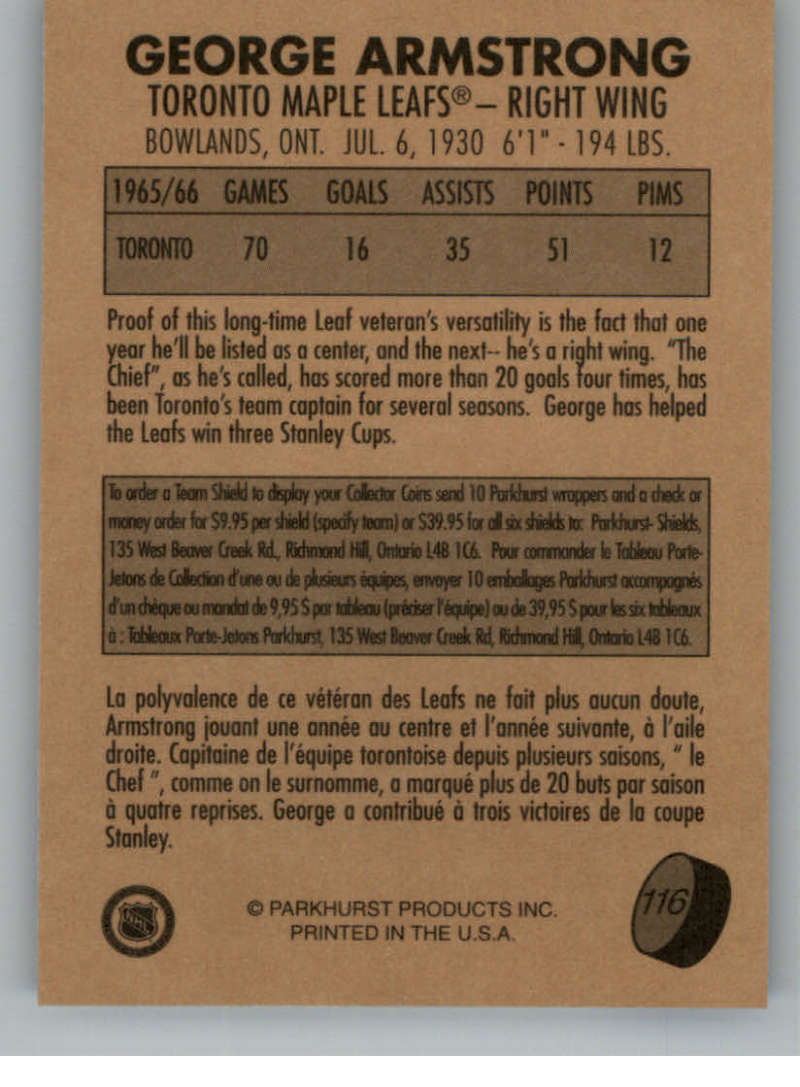 GEORGE ARMSTRONG
TORONTO MAPLE LEAFS® – RIGHT WING
BOWLANDS, ONT. JUL. 6, 1930 6'1" - 194 LBS.
1965/66 GAMES GOALS ASSISTS POINTS PIMS
TORONTO 70 16 35 51 12
Proof of this long-time Leaf veteran's versatility is the fact that one
year he'll be listed as a center, and the next-- he's a right wing. "The
Chief", as he's called, has scored more than 20 goals four times, has
been Toronto's team captain for several seasons. George has helped
the Leafs win three Stanley Cups.
To order a Team Shield to display your Collector Coins send 10 Parkhurst wrappers and a check or
money order for $9.95 per shield (specify team) or $39.95 for all six shields to: Parkhurst- Shields,
135 West Beaver Creek Rd., Richmond Hill, Ontario L4B 1C6. Pour commander le Tableau Porte-
Jetons de Collection d'une ou de plusieurs équipes, envoyer 10 emballages Parkhurst accompagnés
d'un chèque ou mandat de 9,95 $ par tableau (préciser l'équipe) ou de 39,95 $ pour les six tableaux
à : Tableaux Porte-Jetons Parkhurst, 135 West Beaver Creek Rd, Richmond Hill, Ontario L4B 1C6.
La polyvalence de ce vétéran des Leafs ne fait plus aucun doute,
Armstrong jouant une année au centre et l'année suivante, à l'aile
droite. Capitaine de l'équipe torontoise depuis plusieurs saisons, " le
Chef ", comme on le surnomme, a marqué plus de 20 buts par saison
à quatre reprises. George a contribué à trois victoires de la coupe
Stanley.
NHL
© PARKHURST PRODUCTS INC.
PRINTED IN THE U.S.A.
116